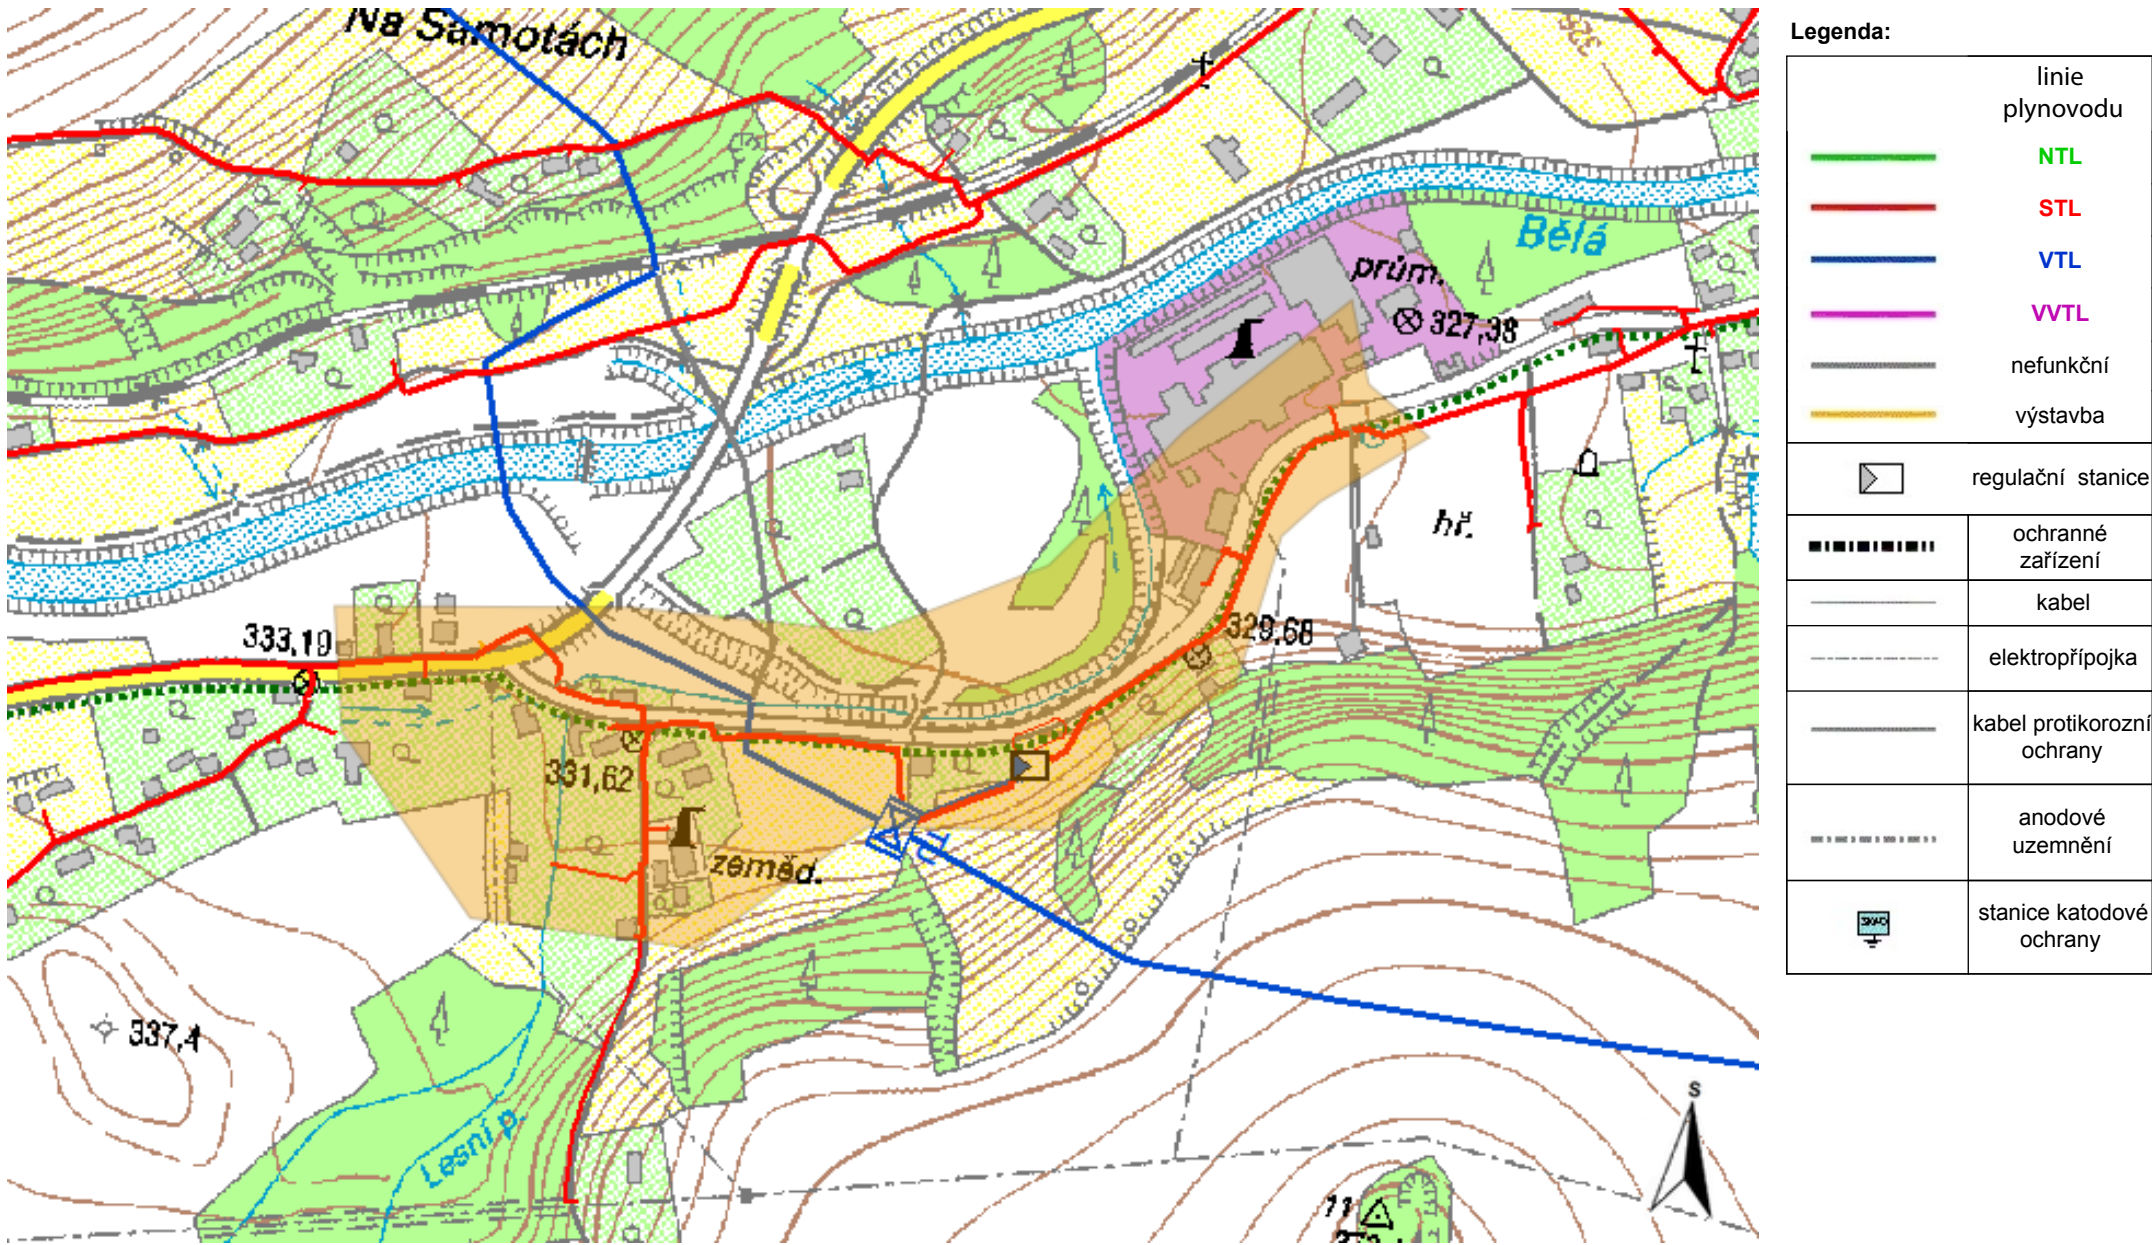 Na Samotách
Bělá
prům.
327,38
hř.
333,19
329,68
331,62
zeměd.
337,4
Lesní p.
11
S
Legenda:
linie
plynovodu
NTL
STL
VTL
VVTL
nefunkční
výstavba
regulační stanice
ochranné
zařízení
kabel
elektropřípojka
kabel protikorozní
ochrany
anodové
uzemnění
stanice katodové
ochrany